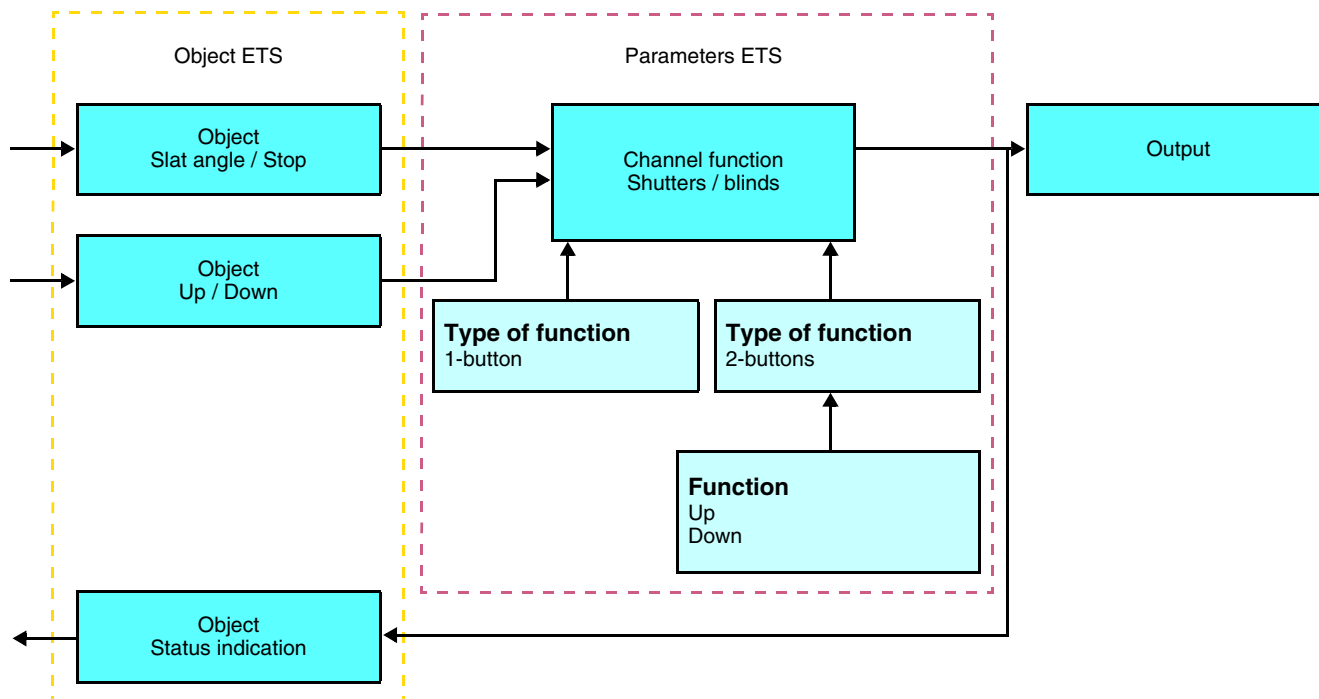 Object ETS
Parameters ETS
Object
Slat angle / Stop
Channel function
Shutters / blinds
Output
Object
Up / Down
Type of function
1-button
Type of function
2-buttons
Function
Up
Down
Object
Status indication